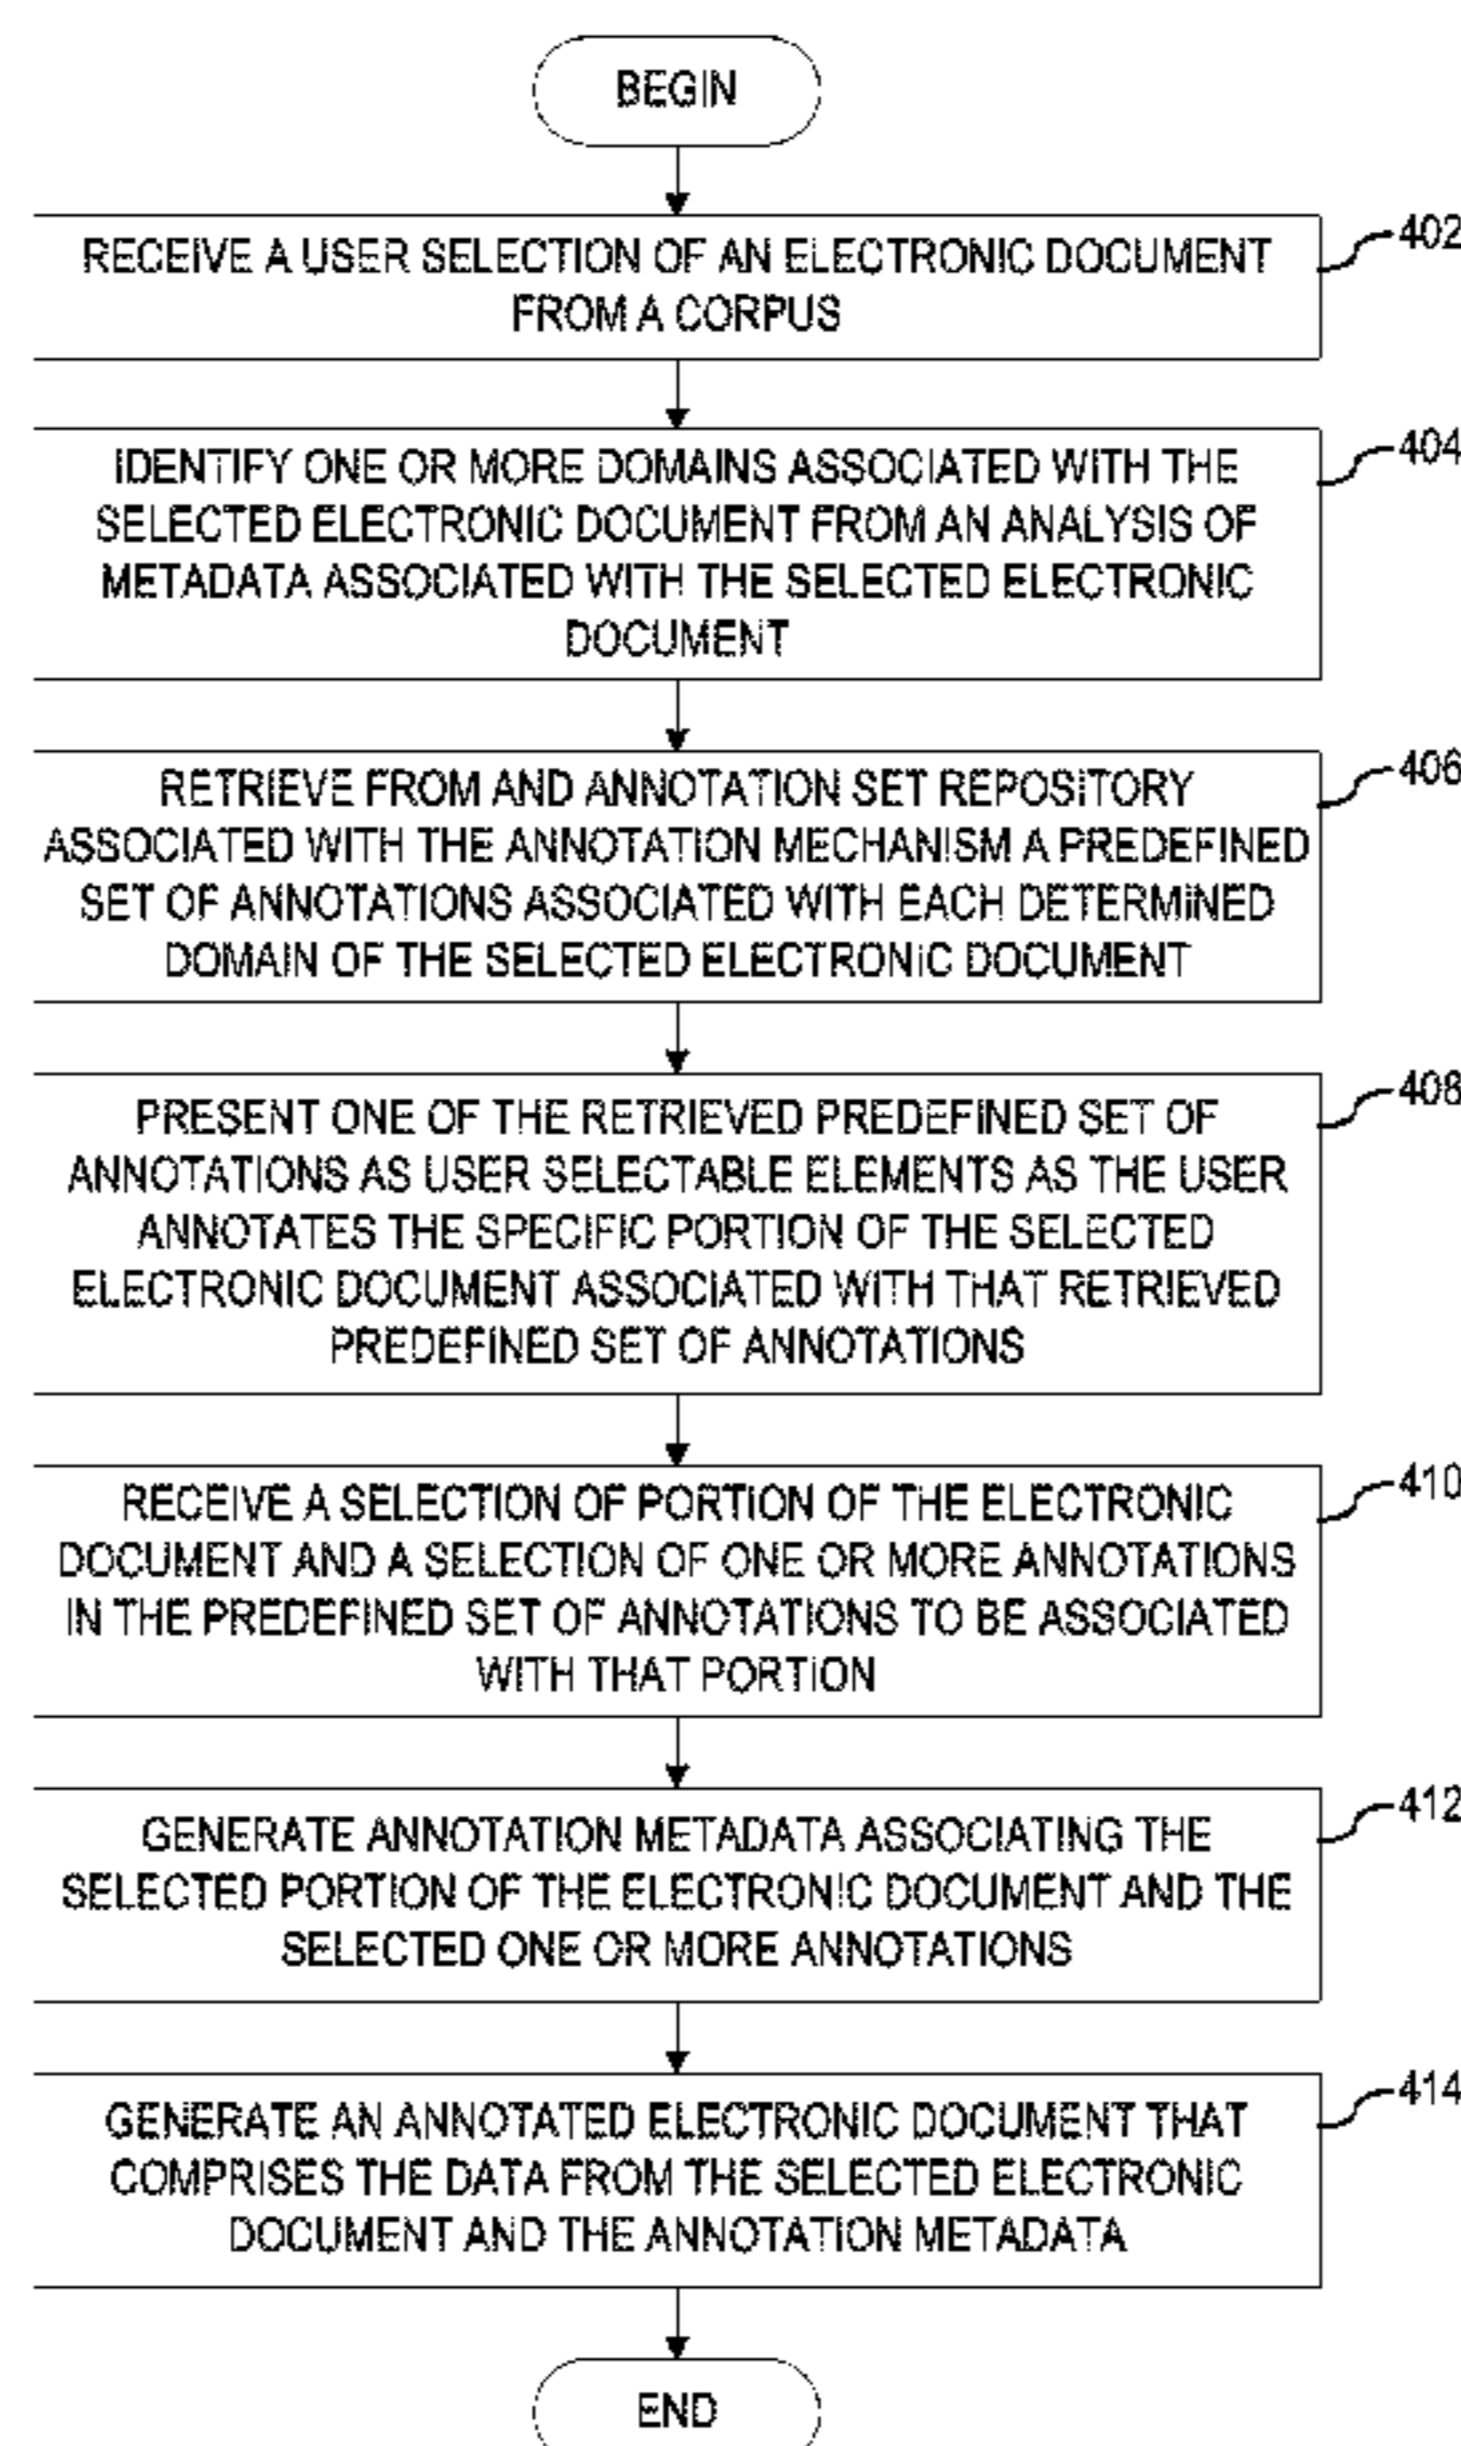 BEGIN
RECEIVE A USER SELECTION OF AN ELECTRONIC DOCUMENT
FROM A CORPUS
402
IDENTIFY ONE OR MORE DOMAINS ASSOCIATED WITH THE
SELECTED ELECTRONIC DOCUMENT FROM AN ANALYSIS OF
METADATA ASSOCIATED WITH THE SELECTED ELECTRONIC
DOCUMENT
404
RETRIEVE FROM AND ANNOTATION SET REPOSITORY
ASSOCIATED WITH THE ANNOTATION MECHANISM A PREDEFINED
SET OF ANNOTATIONS ASSOCIATED WITH EACH DETERMINED
DOMAIN OF THE SELECTED ELECTRONIC DOCUMENT
406
PRESENT ONE OF THE RETRIEVED PREDEFINED SET OF
ANNOTATIONS AS USER SELECTABLE ELEMENTS AS THE USER
ANNOTATES THE SPECIFIC PORTION OF THE SELECTED
ELECTRONIC DOCUMENT ASSOCIATED WITH THAT RETRIEVED
PREDEFINED SET OF ANNOTATIONS
408
RECEIVE A SELECTION OF PORTION OF THE ELECTRONIC
DOCUMENT AND A SELECTION OF ONE OR MORE ANNOTATIONS
IN THE PREDEFINED SET OF ANNOTATIONS TO BE ASSOCIATED
WITH THAT PORTION
410
GENERATE ANNOTATION METADATA ASSOCIATING THE
SELECTED PORTION OF THE ELECTRONIC DOCUMENT AND THE
SELECTED ONE OR MORE ANNOTATIONS
412
GENERATE AN ANNOTATED ELECTRONIC DOCUMENT THAT
COMPRISES THE DATA FROM THE SELECTED ELECTRONIC
DOCUMENT AND THE ANNOTATION METADATA
414
END